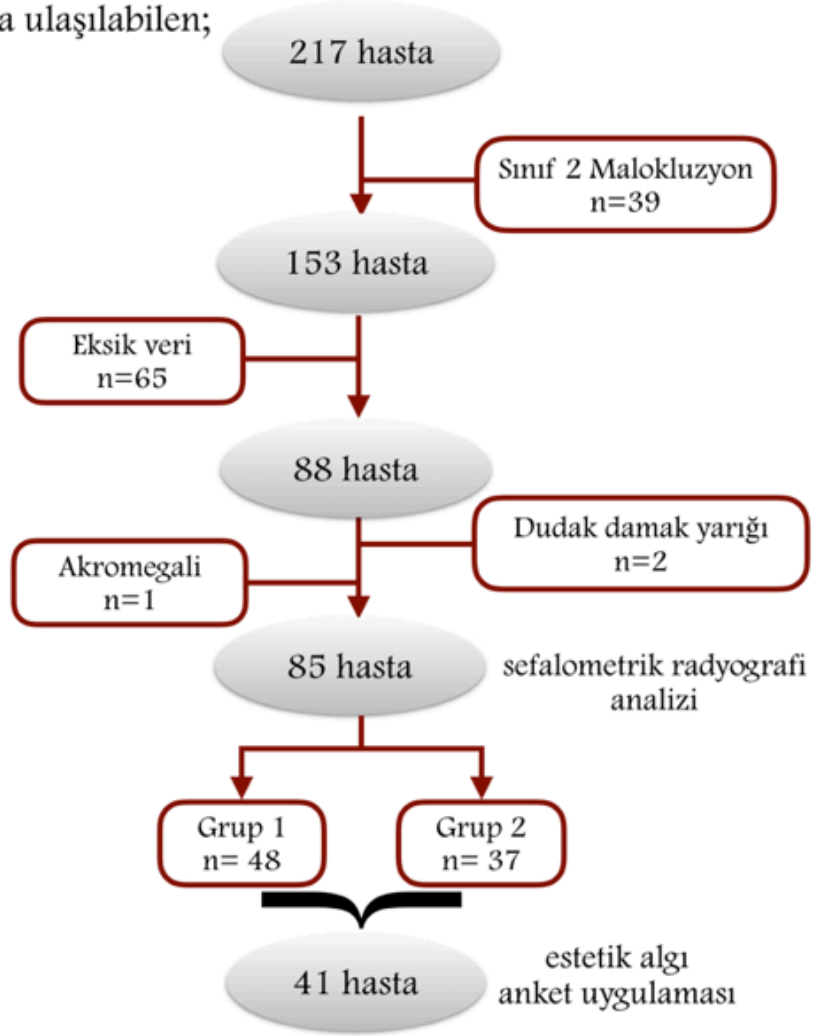 a ulaşılabilen;
217 hasta
Sınıf 2 Malokluzyon
n=39
153 hasta
Eksik veri
n=65
88 hasta
Dudak damak yarığı
n=2
Akromegali
n=1
85 hasta
sefalometrik radyografi
analizi
Grup 1
n= 48
Grup 2
n= 37
41 hasta
estetik algı
anket uygulaması